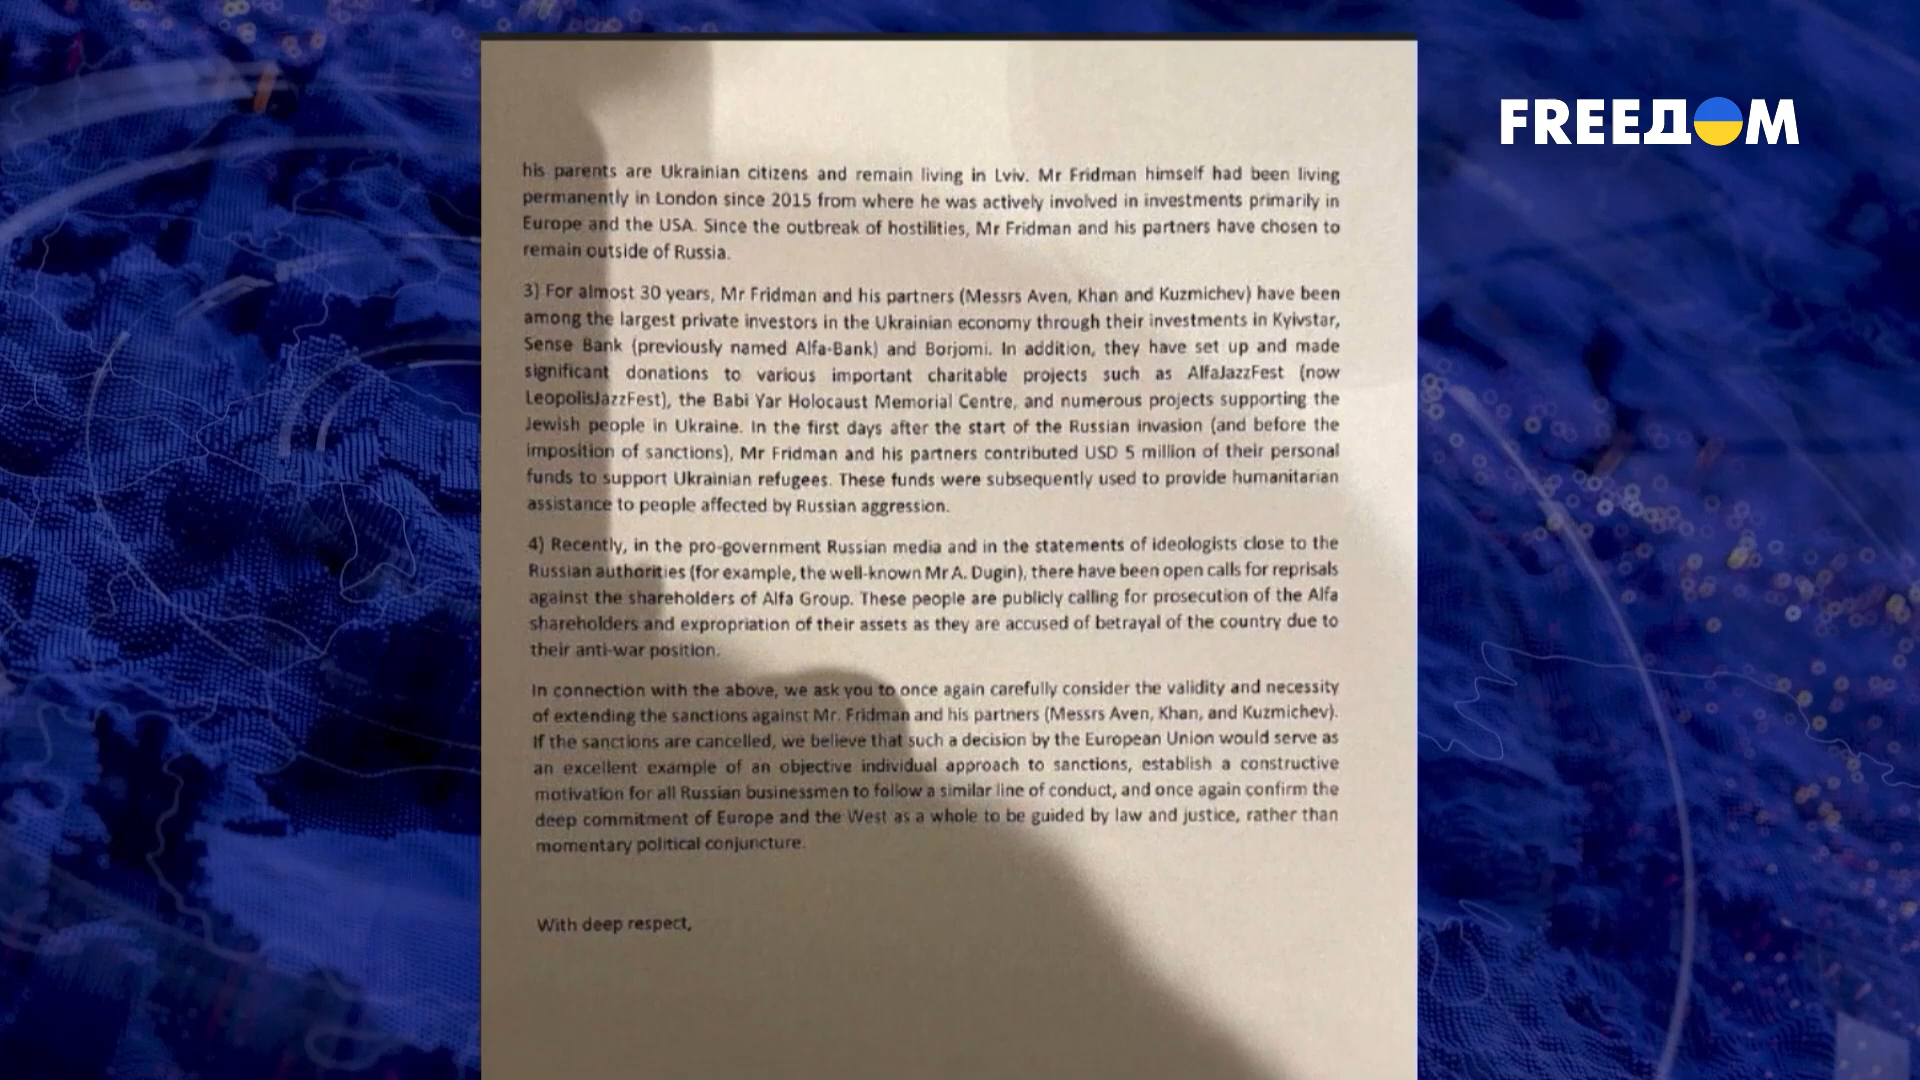 FREEДOM
his parents are Ukrainian citizens and remain living in Lviv. Mr Fridman himself had been living
permanently in London since 2015 from where he was actively involved in investments primarily in
Europe and the USA. Since the outbreak of hostilities, Mr Fridman and his partners have chosen to
remain outside of Russia.
3) For almost 30 years, Mr Fridman and his partners (Messrs Aven, Khan and Kuzmichev) have been
among the largest private investors in the Ukrainian economy through their investments in Kyivstar,
Sense Bank (previously named Alfa-Bank) and Borjomi. In addition, they have set up and made
significant donations to various important charitable projects such as AlfaJazzFest (now
LeopolisJazzFest), the Babi Yar Holocaust Memorial Centre, and numerous projects supporting the
Jewish people in Ukraine. In the first days after the start of the Russian invasion (and before the
imposition of sanctions), Mr Fridman and his partners contributed USD 5 million of their personal
funds to support Ukrainian refugees. These funds were subsequently used to provide humanitarian
assistance to people affected by Russian aggression.
4) Recently, in the pro-government Russian media and in the statements of ideologists close to the
Russian authorities (for example, the well-known Mr A. Dugin), there have been open calls for reprisals
against the shareholders of Alfa Group. These people are publicly calling for prosecution of the Alfa
shareholders and expropriation of their assets as they are accused of betrayal of the country due to
their anti-war position.
In connection with the above, we ask you to once again carefully consider the validity and necessity
of extending the sanctions against Mr. Fridman and his partners (Messrs Aven, Khan, and Kuzmichev).
If the sanctions are cancelled, we believe that such a decision by the European Union would serve as
an excellent example of an objective individual approach to sanctions, establish a constructive
motivation for all Russian businessmen to follow a similar line of conduct, and once again confirm the
deep commitment of Europe and the West as a whole to be guided by law and justice, rather than
momentary political conjuncture.
With deep respect,